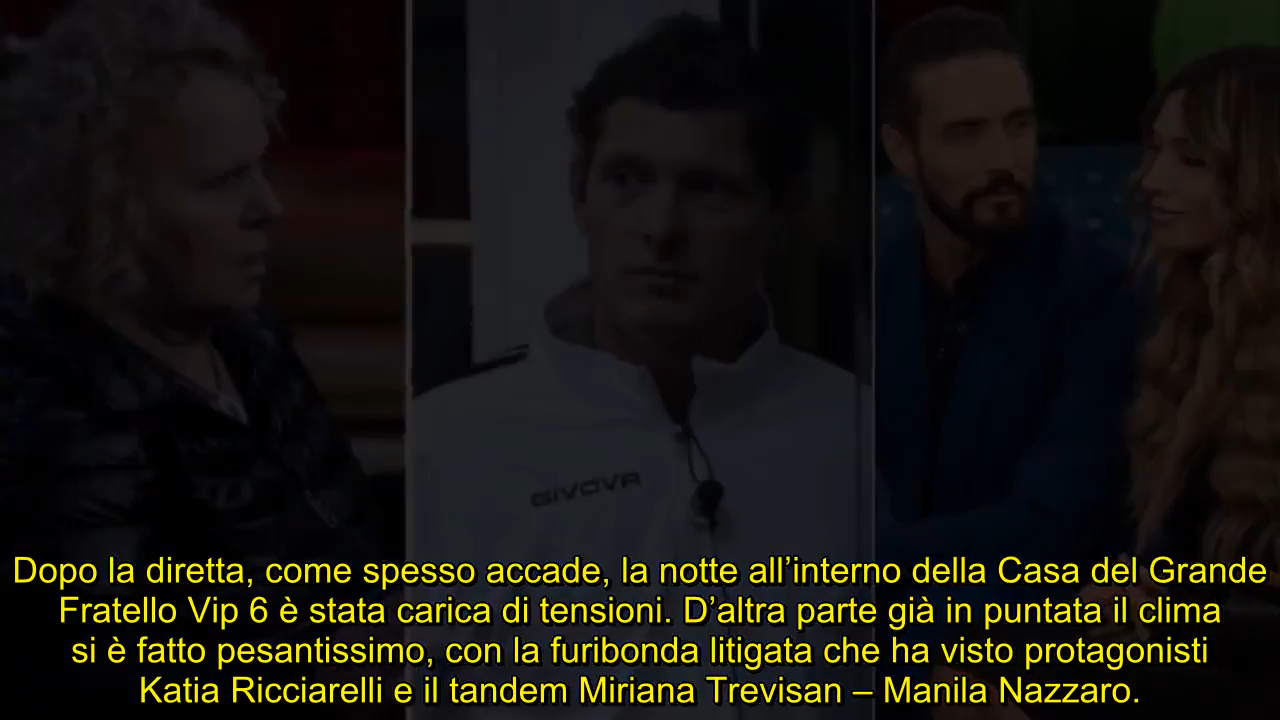 GIVOVA
Dopo la diretta, come spesso accade, la notte all’interno della Casa del Grande
Fratello Vip 6 è stata carica di tensioni. D’altra parte già in puntata il clima
si è fatto pesantissimo, con la furibonda litigata che ha visto protagonisti
Katia Ricciarelli e il tandem Miriana Trevisan – Manila Nazzaro.